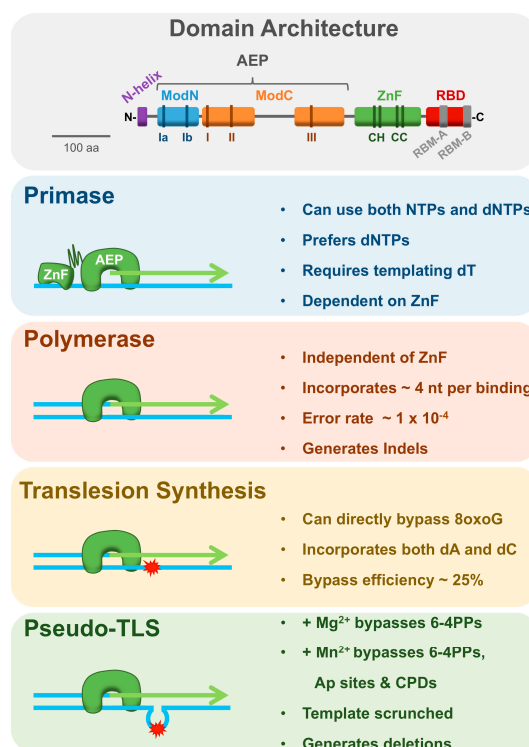 Domain Architecture
AEP
N-helix
ModN
ModC
ZnF
RBD
N-
-C
100 aa
Ia
Ib
I
II
III
CH
CC
RBM-A
RBM-B
Primase
ZnF
AEP
• Can use both NTPs and dNTPs
• Prefers dNTPs
• Requires templating dT
• Dependent on ZnF
Polymerase
• Independent of ZnF
• Incorporates ~ 4 nt per binding
• Error rate ~ 1 x 10⁻⁴
• Generates Indels
Translesion Synthesis
• Can directly bypass 8oxoG
• Incorporates both dA and dC
• Bypass efficiency ~ 25%
Pseudo-TLS
• + Mg²⁺ bypasses 6-4PPs
• + Mn²⁺ bypasses 6-4PPs,
Ap sites & CPDs
• Template scrunched
• Generates deletions